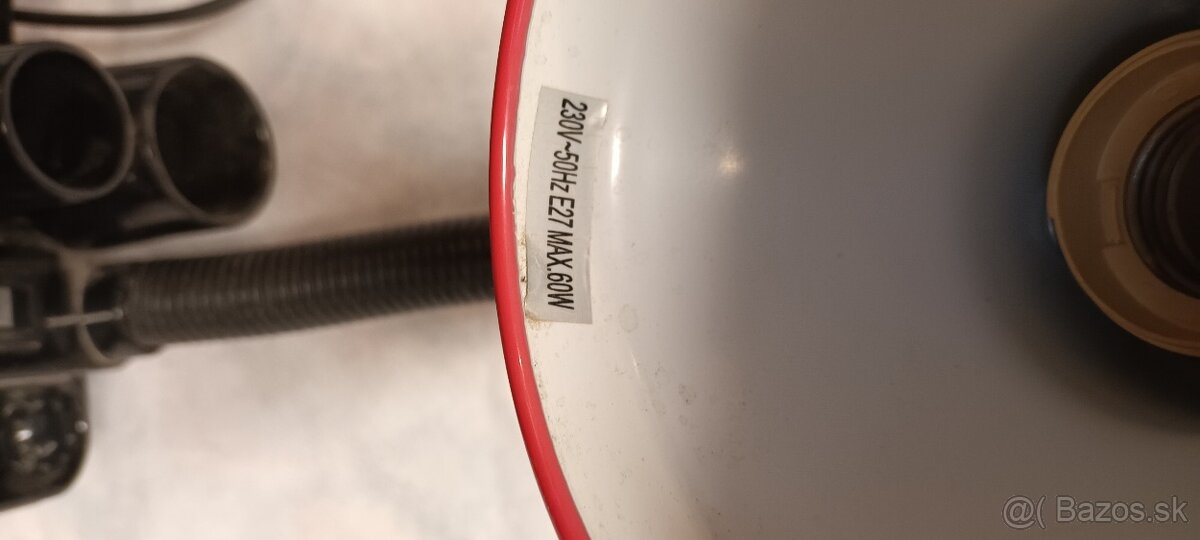 230V~50Hz E27 MAX.60W
@( Bazos.sk